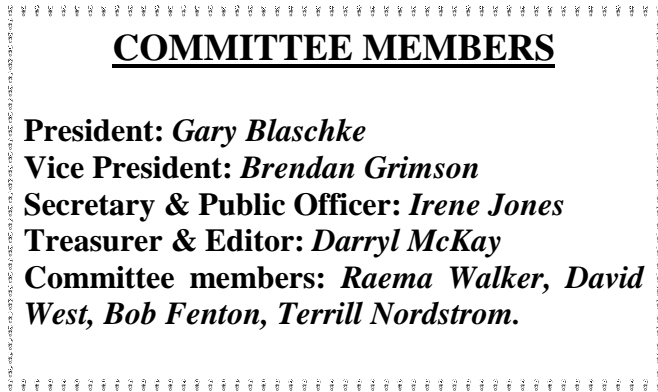 COMMITTEE MEMBERS
President: Gary Blaschke
Vice President: Brendan Grimson
Secretary & Public Officer: Irene Jones
Treasurer & Editor: Darryl McKay
Committee members: Raema Walker, David
West, Bob Fenton, Terrill Nordstrom.